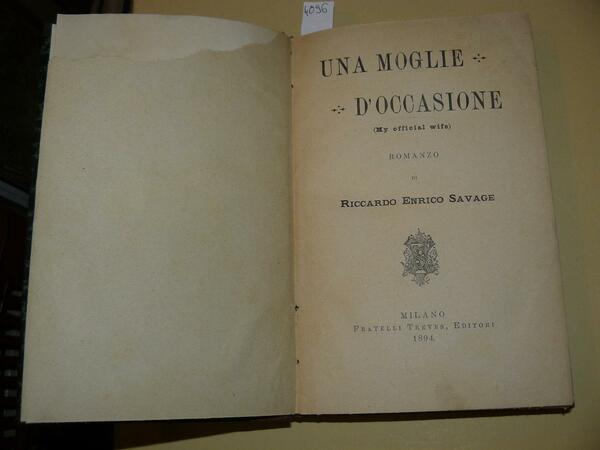 4096
UNA MOGLIE
D'OCCASIONE
(My official wife)
ROMANZO
DI
RICCARDO ENRICO SAVAGE
MILANO
FRATELLI TREVES, EDITORI
1894.